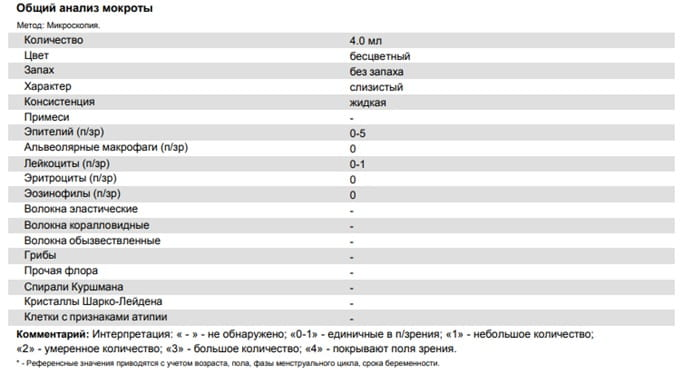 Общий анализ мокроты
Метод: Микроскопия.
Количество 4.0 мл
Цвет бесцветный
Запах без запаха
Характер слизистый
Консистенция жидкая
Примеси -
Эпителий (п/зр) 0-5
Альвеолярные макрофаги (п/зр) 0
Лейкоциты (п/зр) 0-1
Эритроциты (п/зр) 0
Эозинофилы (п/зр) 0
Волокна эластические -
Волокна коралловидные -
Волокна обызвествленные -
Грибы -
Прочая флора -
Спирали Куршмана -
Кристаллы Шарко-Лейдена -
Клетки с признаками атипии -
Комментарий: Интерпретация: « - » - не обнаружено; «0-1» - единичные в п/зрения; «1» - небольшое количество;
«2» - умеренное количество; «3» - большое количество; «4» - покрывают поля зрения.
* - Референсные значения приводятся с учетом возраста, пола, фазы менструального цикла, срока беременности.